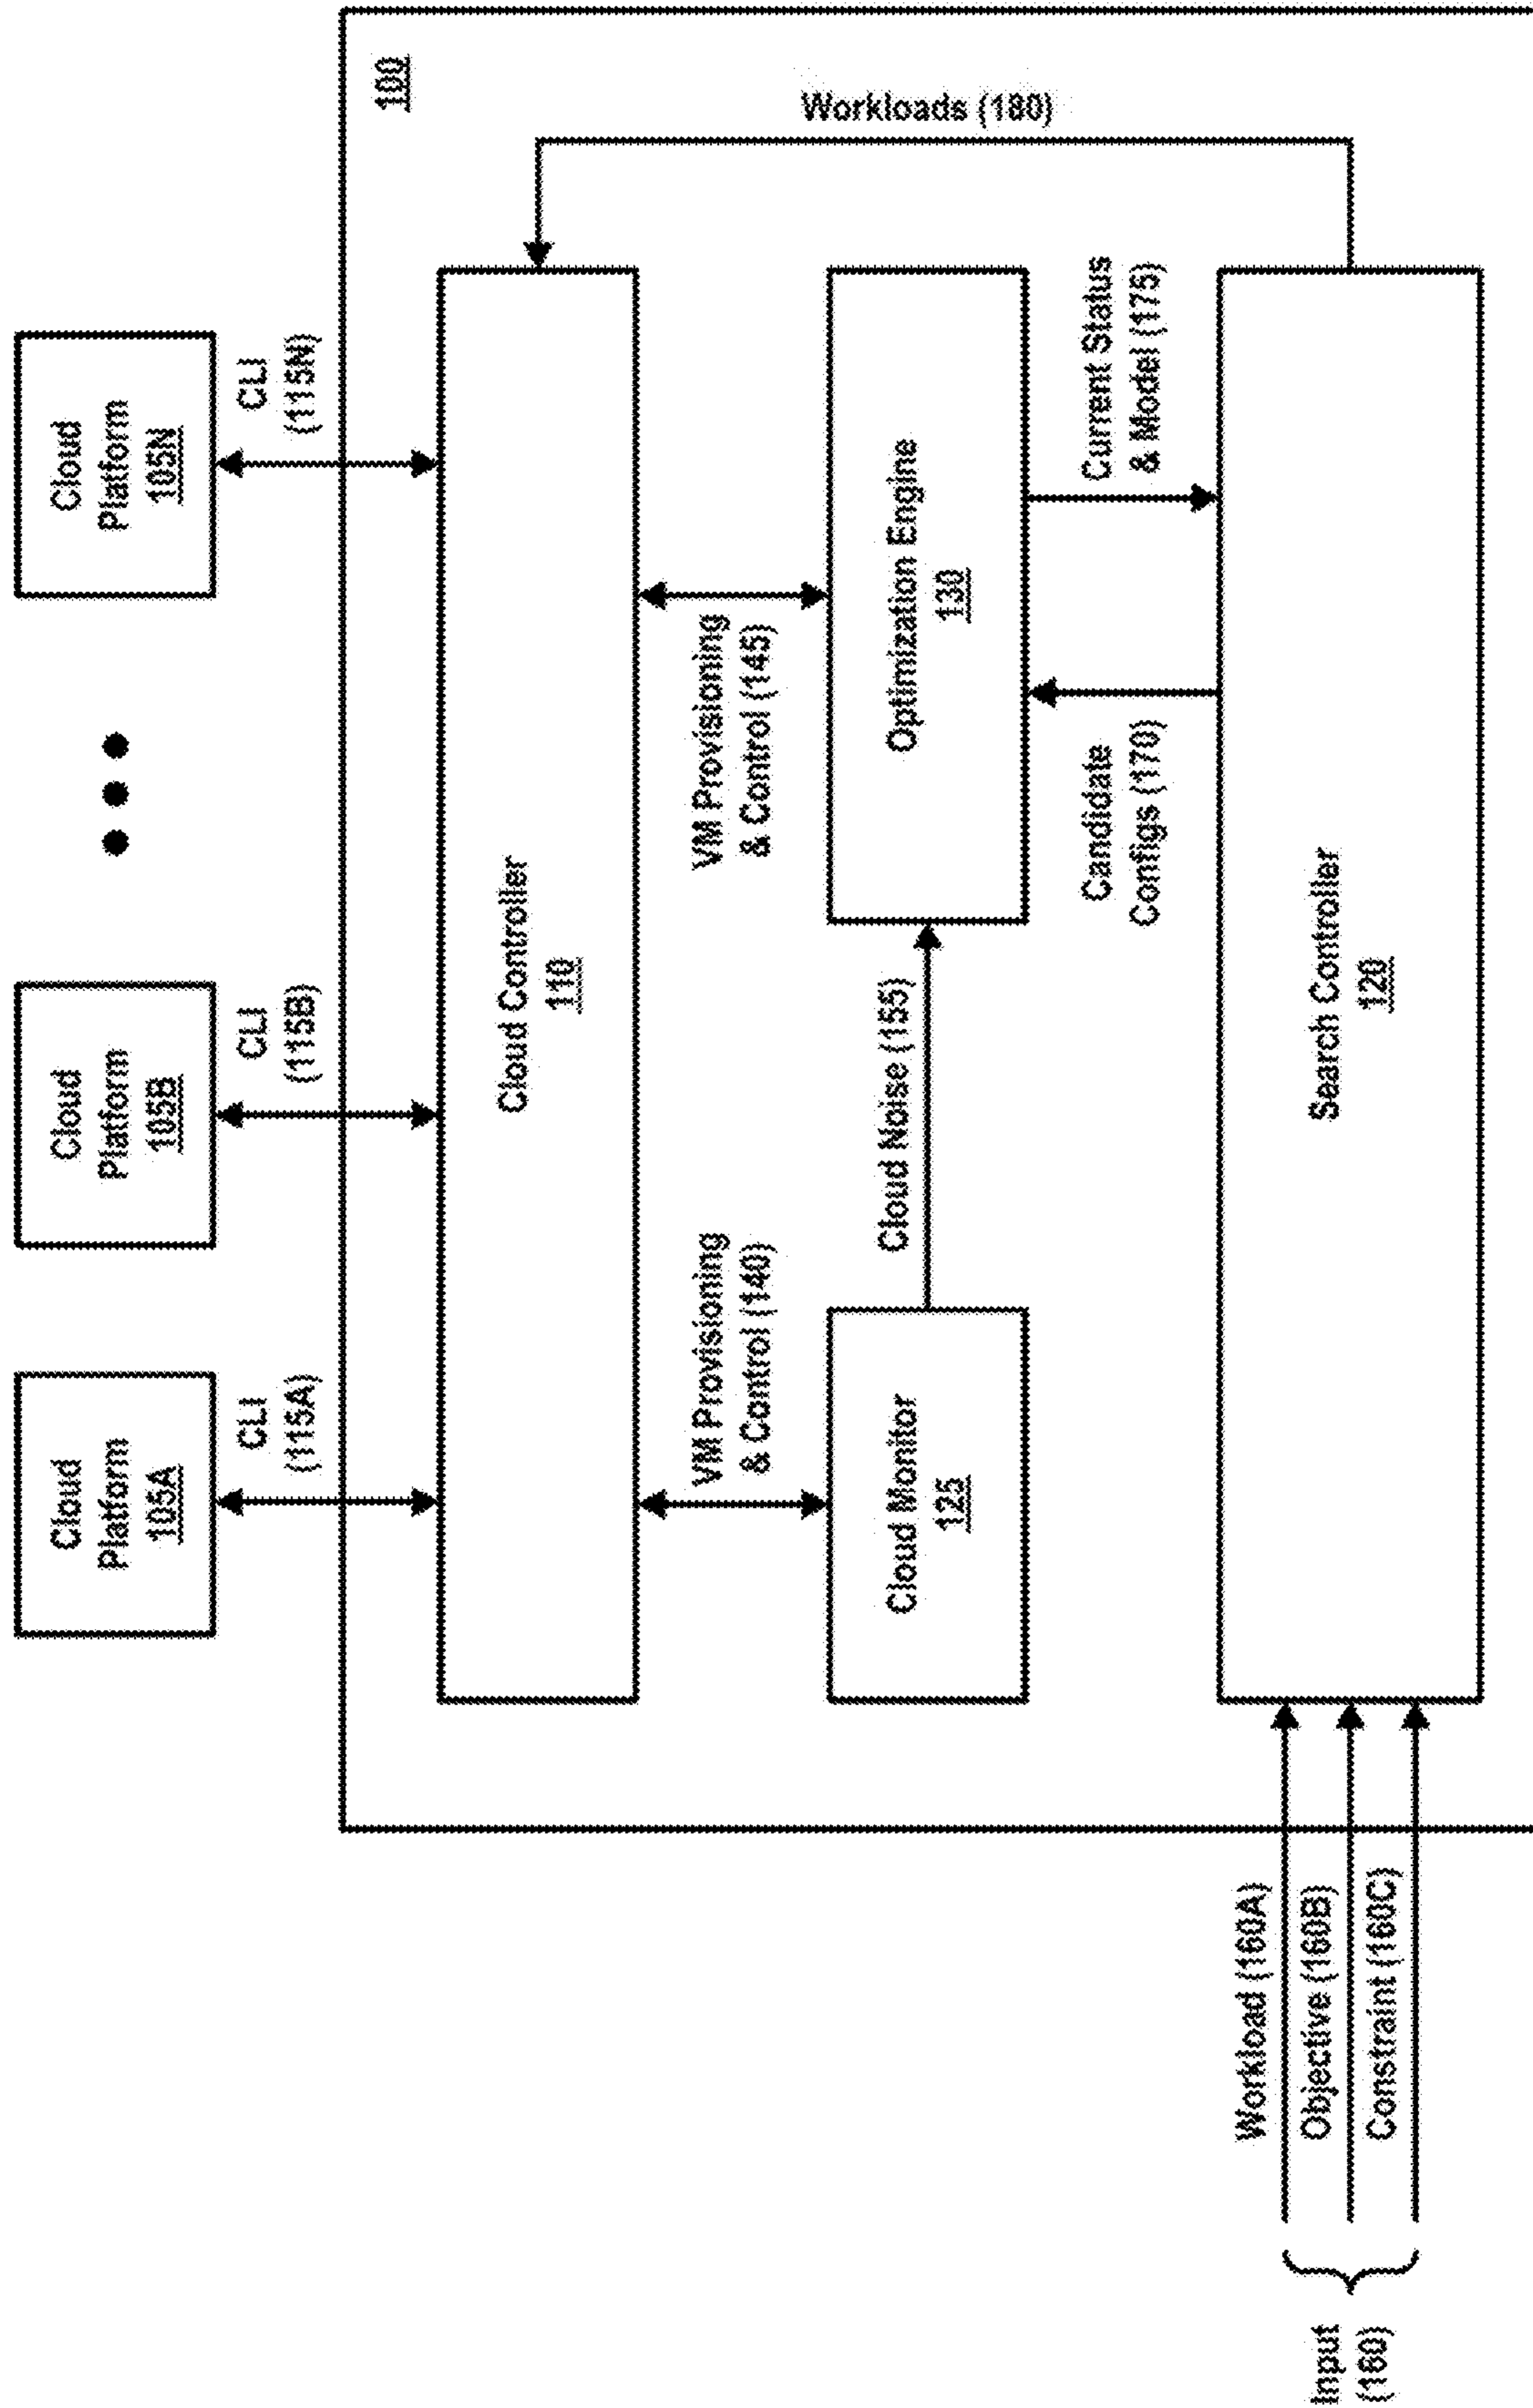 100
Cloud
Platform
105A
Cloud
Platform
105B
Cloud
Platform
105N
CLI
(115A)
CLI
(115B)
CLI
(115N)
Cloud Controller
110
Workloads (180)
VM Provisioning
& Control (140)
VM Provisioning
& Control (145)
Cloud Monitor
125
Cloud Noise (155)
Optimization Engine
130
Candidate
Configs (170)
Current Status
& Model (175)
Search Controller
120
Input
(160)
Workload (160A)
Objective (160B)
Constraint (160C)